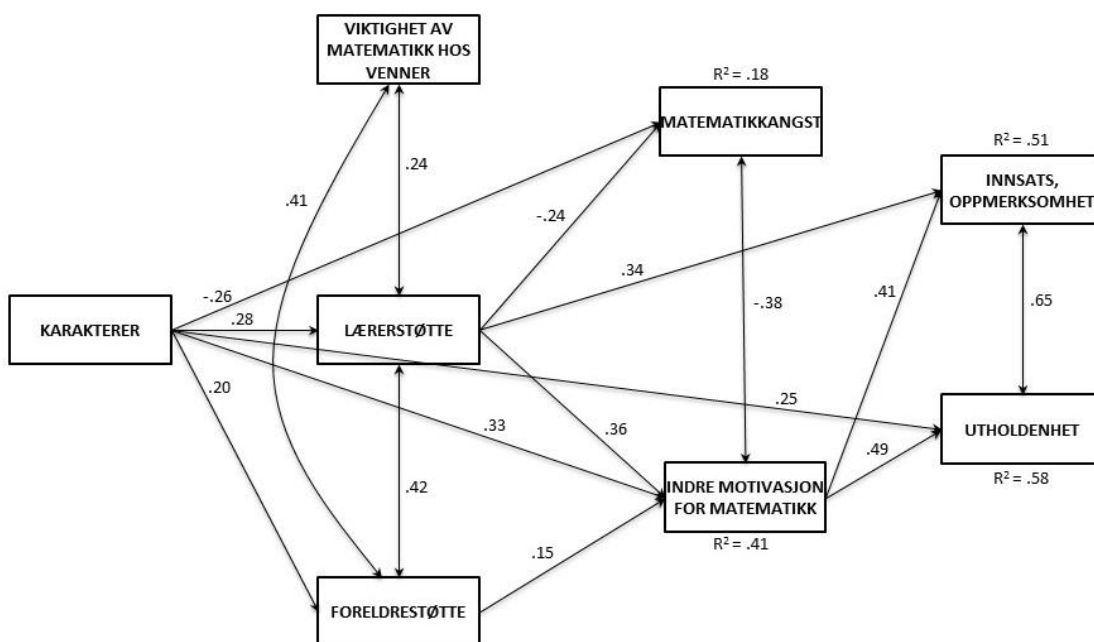 VIKTIGHET AV
MATEMATIKK HOS
VENNER
R² = .18
MATEMATIKKANGST
R² = .51
INNSATS,
OPPMERKSOMHET
.24
.41
-.24
.34
-.26
.28
KARAKTERER
LÆRERSTØTTE
-.38
.41
.65
.20
.25
.33
.36
UTHOLDENHET
.49
R² = .58
.42
INDRE MOTIVASJON
FOR MATEMATIKK
R² = .41
.15
FORELDRESTØTTE